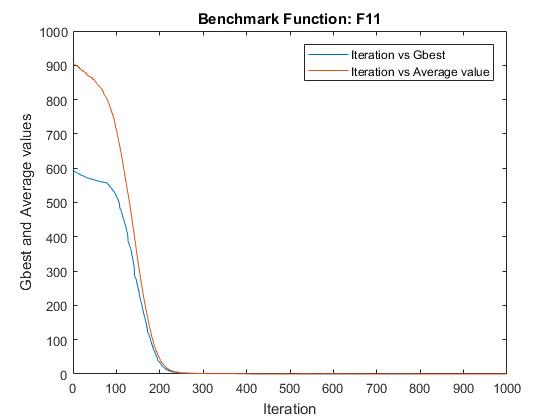 Benchmark Function: F11
1000
900
800
700
600
500
400
300
200
100
0
Gbest and Average values
Iteration vs Gbest
Iteration vs Average value
0 100 200 300 400 500 600 700 800 900 1000
Iteration